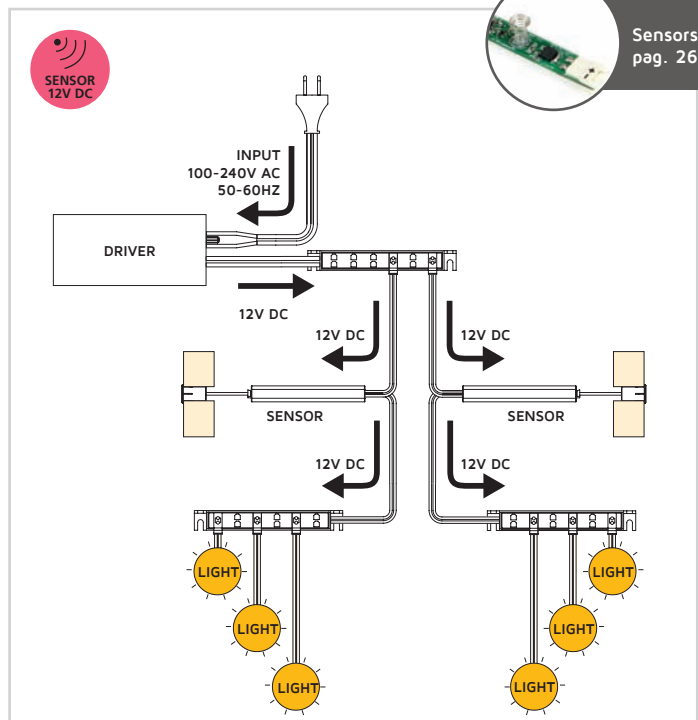 Sensors
pag. 26
SENSOR
12V DC
INPUT
100-240V AC
50-60HZ
DRIVER
12V DC
12V DC
12V DC
SENSOR
SENSOR
12V DC
12V DC
LIGHT
LIGHT
LIGHT
LIGHT
LIGHT
LIGHT